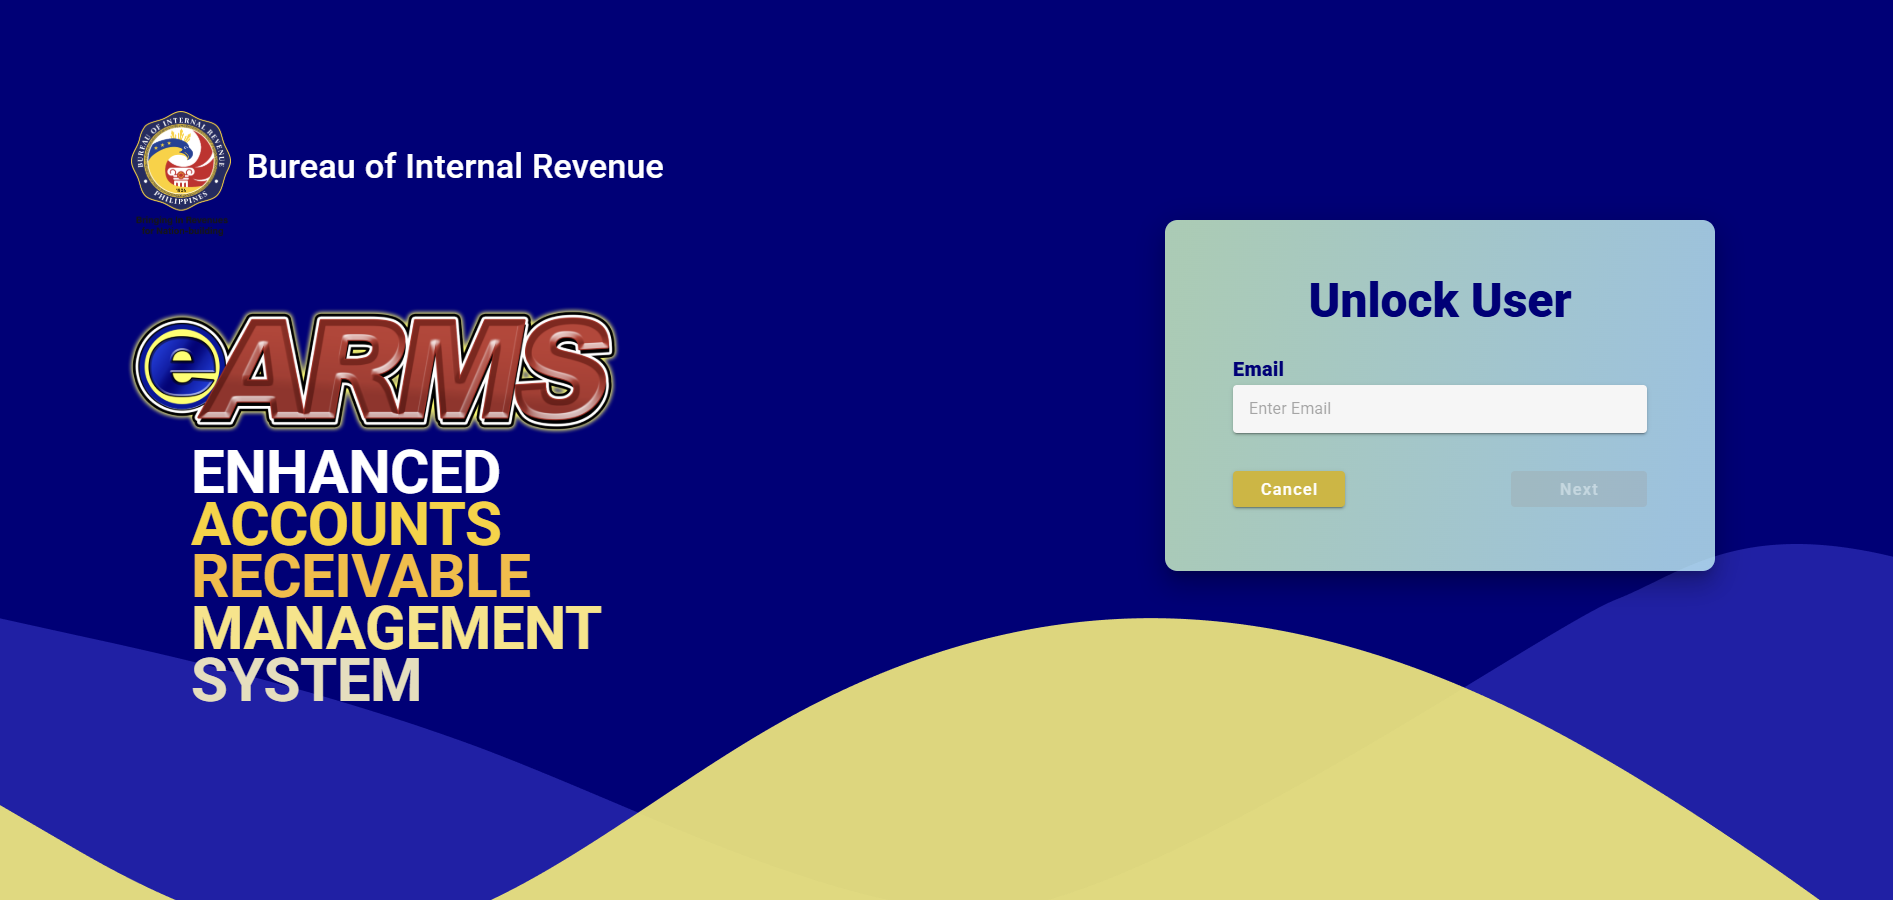 BUREAU OF INTERNAL REVENUE
PHILIPPINES
Bureau of Internal Revenue
eARMS
ENHANCED
ACCOUNTS
RECEIVABLE
MANAGEMENT
SYSTEM
Unlock User
Email
Enter Email
Cancel
Next